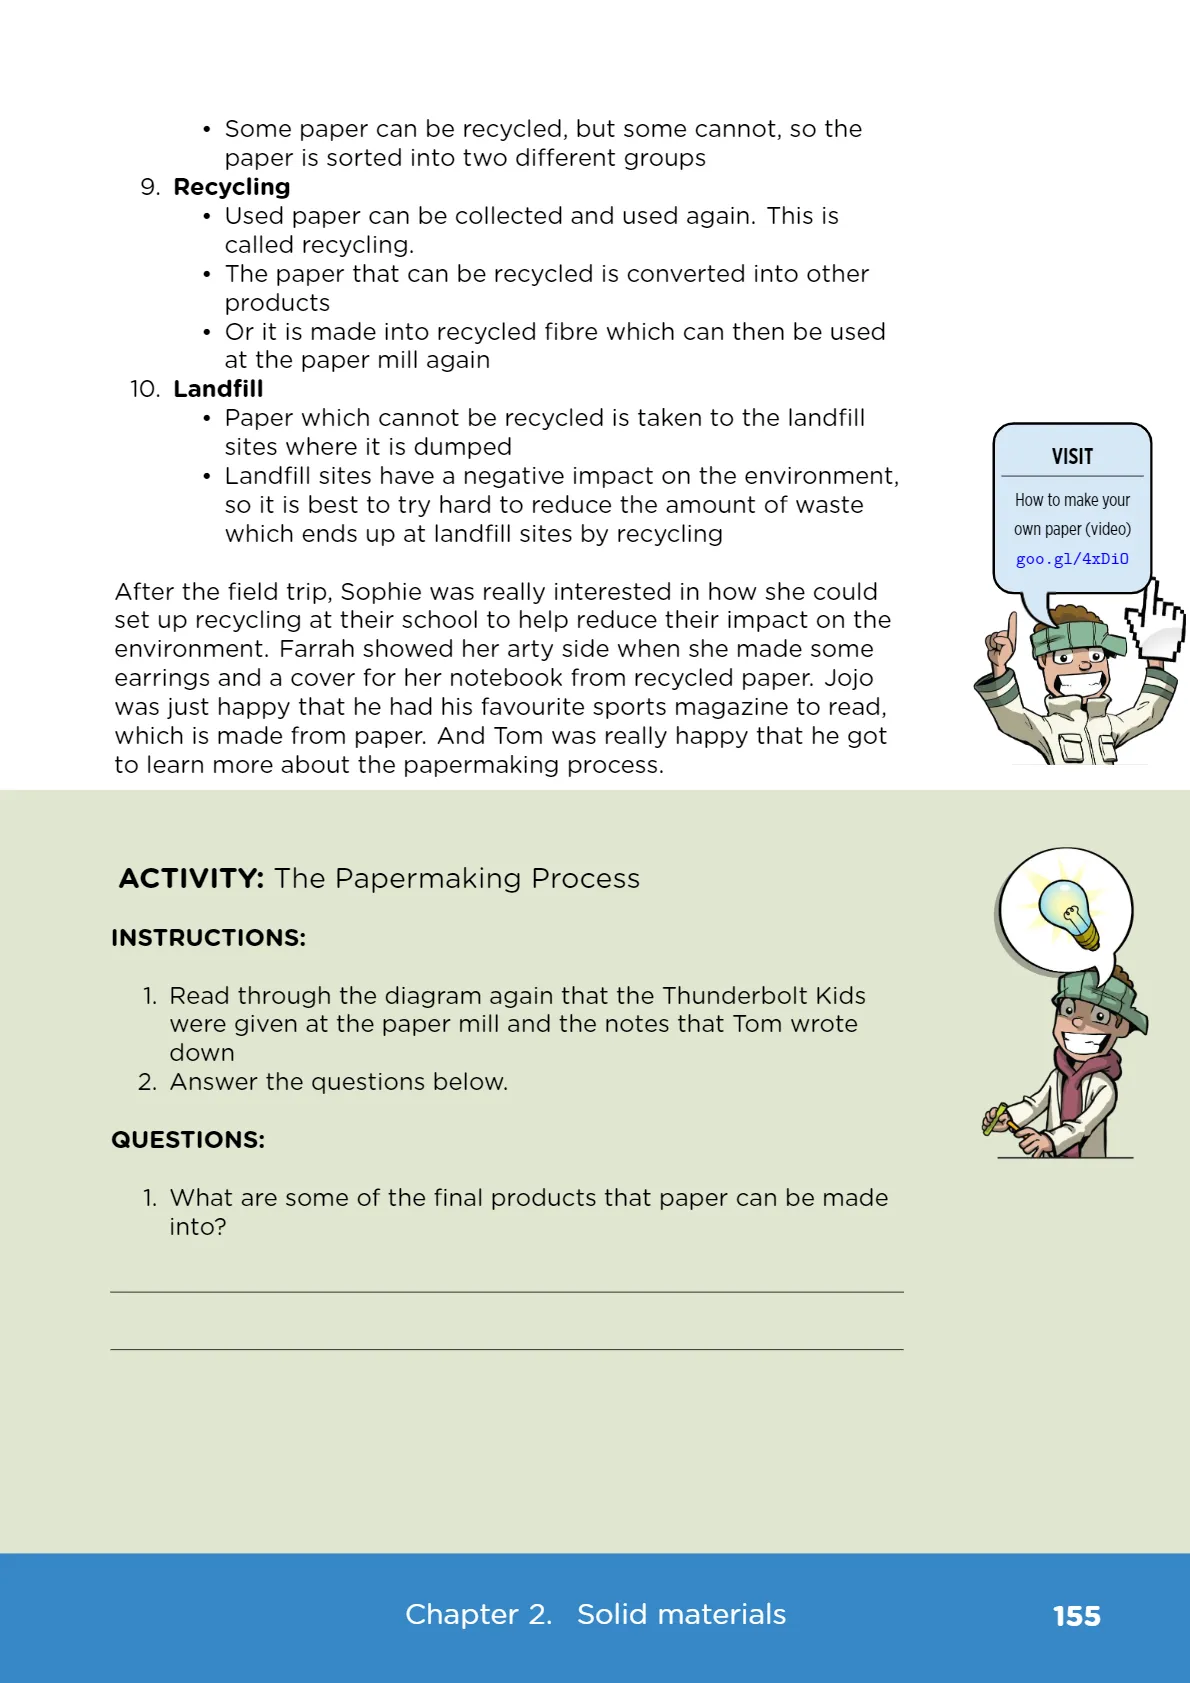 • Some paper can be recycled, but some cannot, so the
paper is sorted into two different groups
9. Recycling
• Used paper can be collected and used again. This is
called recycling.
• The paper that can be recycled is converted into other
products
• Or it is made into recycled fibre which can then be used
at the paper mill again
10. Landfill
• Paper which cannot be recycled is taken to the landfill
sites where it is dumped
• Landfill sites have a negative impact on the environment,
so it is best to try hard to reduce the amount of waste
which ends up at landfill sites by recycling
VISIT
How to make your
own paper (video)
goo.gl/4xDiO
After the field trip, Sophie was really interested in how she could
set up recycling at their school to help reduce their impact on the
environment. Farrah showed her arty side when she made some
earrings and a cover for her notebook from recycled paper. Jojo
was just happy that he had his favourite sports magazine to read,
which is made from paper. And Tom was really happy that he got
to learn more about the papermaking process.
ACTIVITY: The Papermaking Process
INSTRUCTIONS:
1. Read through the diagram again that the Thunderbolt Kids
were given at the paper mill and the notes that Tom wrote
down
2. Answer the questions below.
QUESTIONS:
1. What are some of the final products that paper can be made
into?
Chapter 2. Solid materials
155